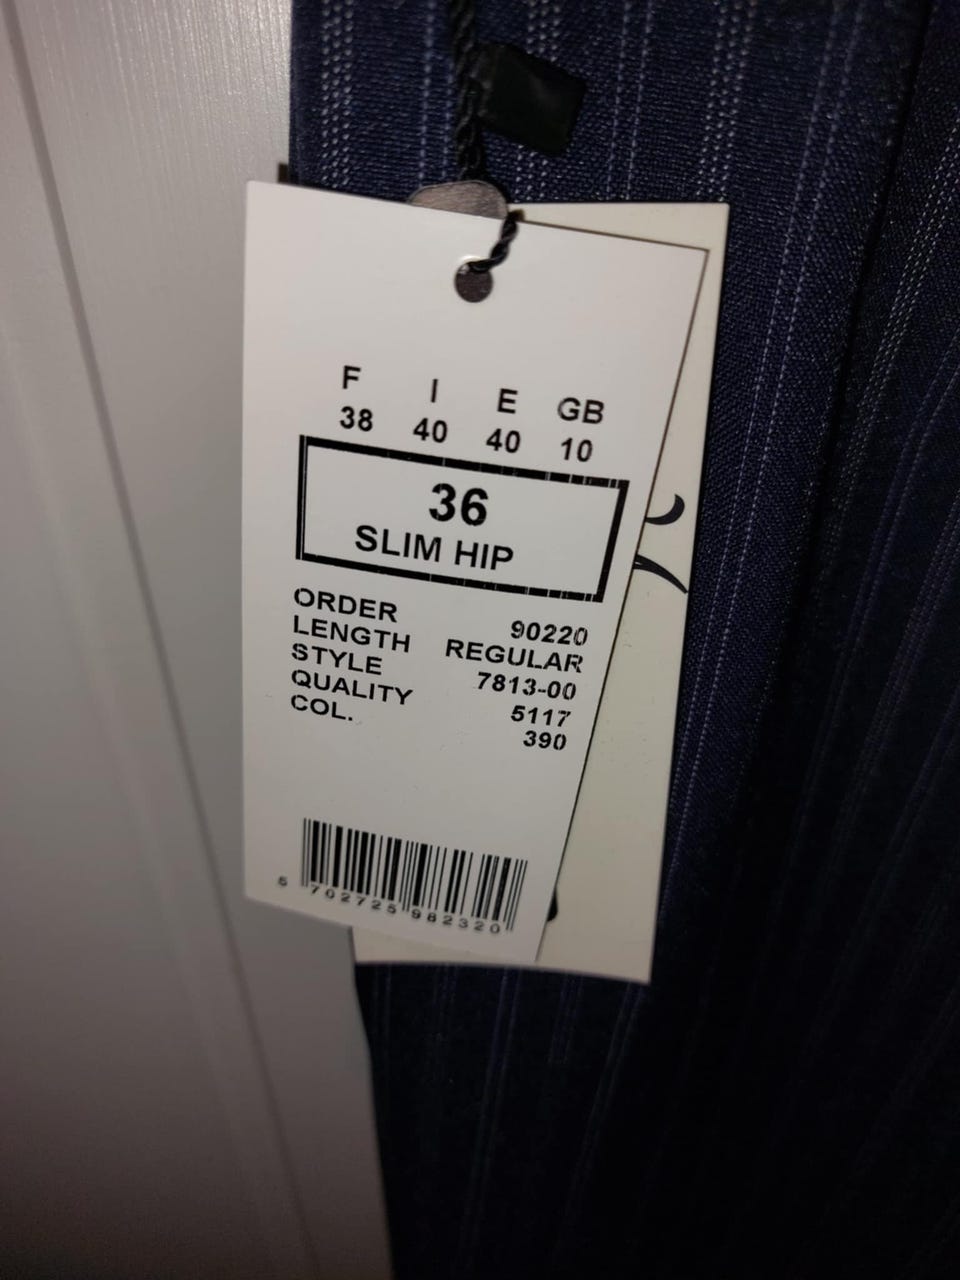 F I E GB
38 40 40 10
36
SLIM HIP
ORDER 90220
LENGTH REGULAR
STYLE 7813-00
QUALITY 5117
COL. 390
5 702725 982320